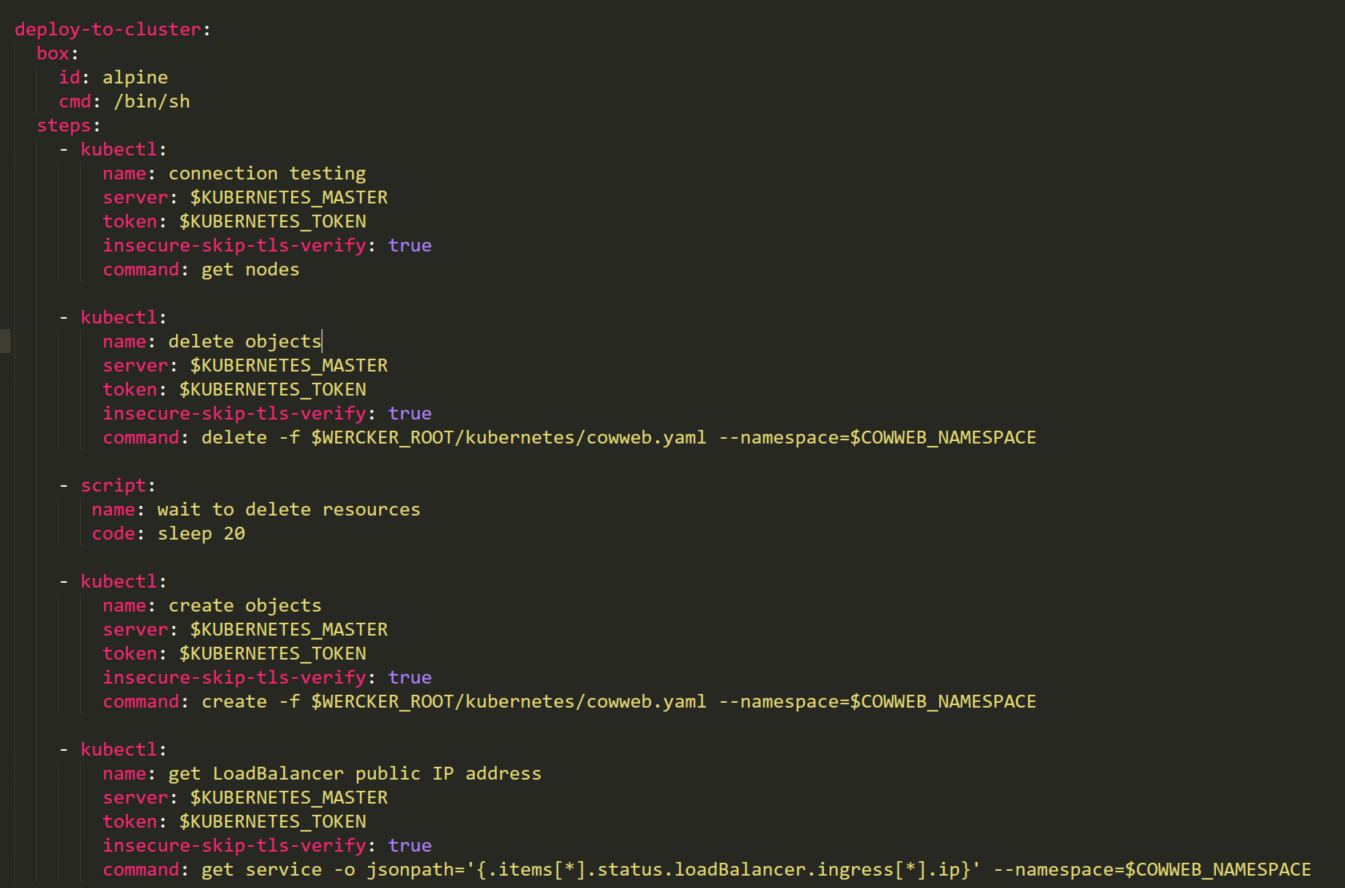 deploy-to-cluster:
  box:
    id: alpine
    cmd: /bin/sh
  steps:
    - kubectl:
        name: connection testing
        server: $KUBERNETES_MASTER
        token: $KUBERNETES_TOKEN
        insecure-skip-tls-verify: true
        command: get nodes

    - kubectl:
        name: delete objects
        server: $KUBERNETES_MASTER
        token: $KUBERNETES_TOKEN
        insecure-skip-tls-verify: true
        command: delete -f $WERCKER_ROOT/kubernetes/cowweb.yaml --namespace=$COWWEB_NAMESPACE

    - script:
       name: wait to delete resources
       code: sleep 20

    - kubectl:
        name: create objects
        server: $KUBERNETES_MASTER
        token: $KUBERNETES_TOKEN
        insecure-skip-tls-verify: true
        command: create -f $WERCKER_ROOT/kubernetes/cowweb.yaml --namespace=$COWWEB_NAMESPACE

    - kubectl:
        name: get LoadBalancer public IP address
        server: $KUBERNETES_MASTER
        token: $KUBERNETES_TOKEN
        insecure-skip-tls-verify: true
        command: get service -o jsonpath='{.items[*].status.loadBalancer.ingress[*].ip}' --namespace=$COWWEB_NAMESPACE